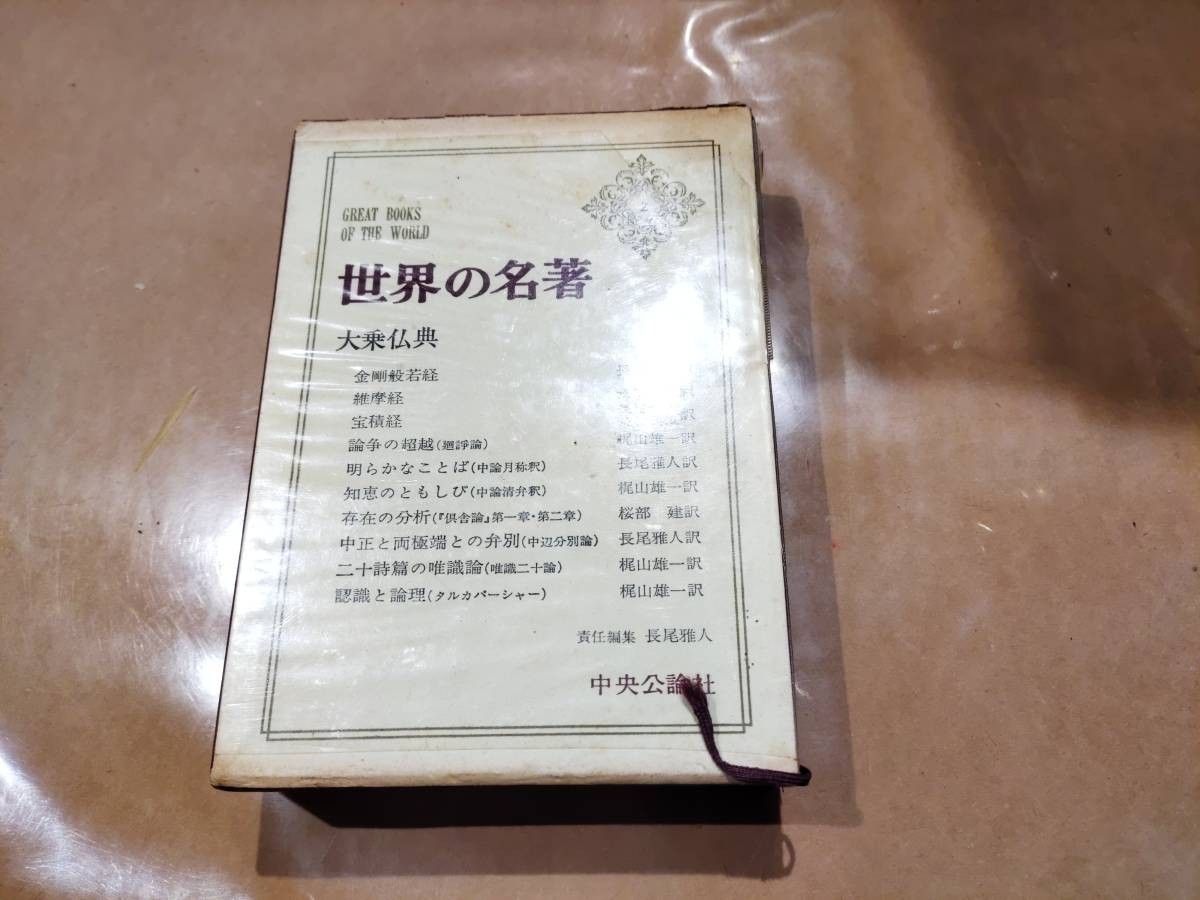 GREAT BOOKS
OF THE WORLD
2
世界の名著
大乗仏典
金剛般若経
維摩経
宝積経 訳
論争の超越(廻諍論) 梶山雄一訳
明らかなことば(中論月称釈) 長尾雅人訳
知恵のともしび(中論清弁釈) 梶山雄一訳
存在の分析(『倶舎論』第一章・第二章) 桜部 建訳
中正と両極端との弁別(中辺分別論) 長尾雅人訳
二十詩篇の唯識論(唯識二十論) 梶山雄一訳
認識と論理(タルカバーシャー) 梶山雄一訳
責任編集 長尾雅人
中央公論社